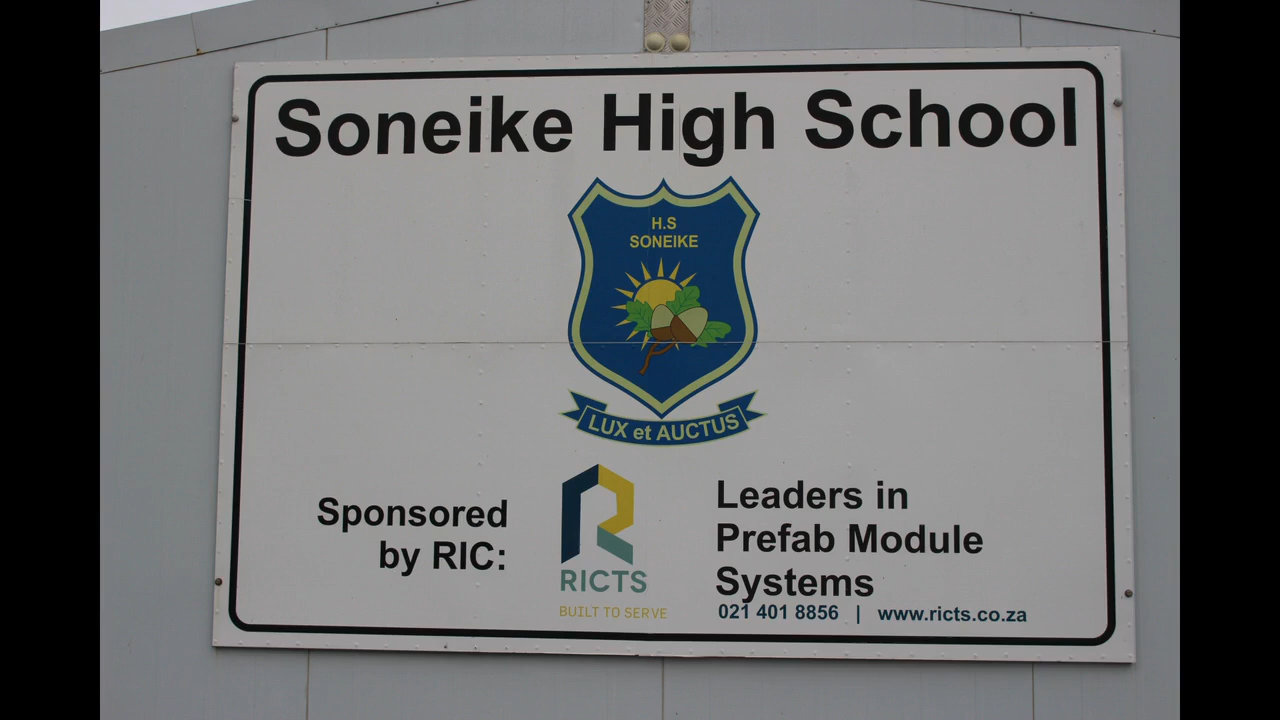 Soneike High School
H.S
SONEIKE
LUX et AUCTUS
Sponsored
by RIC:
RICTS
BUILT TO SERVE
Leaders in
Prefab Module
Systems
021 401 8856 | www.ricts.co.za